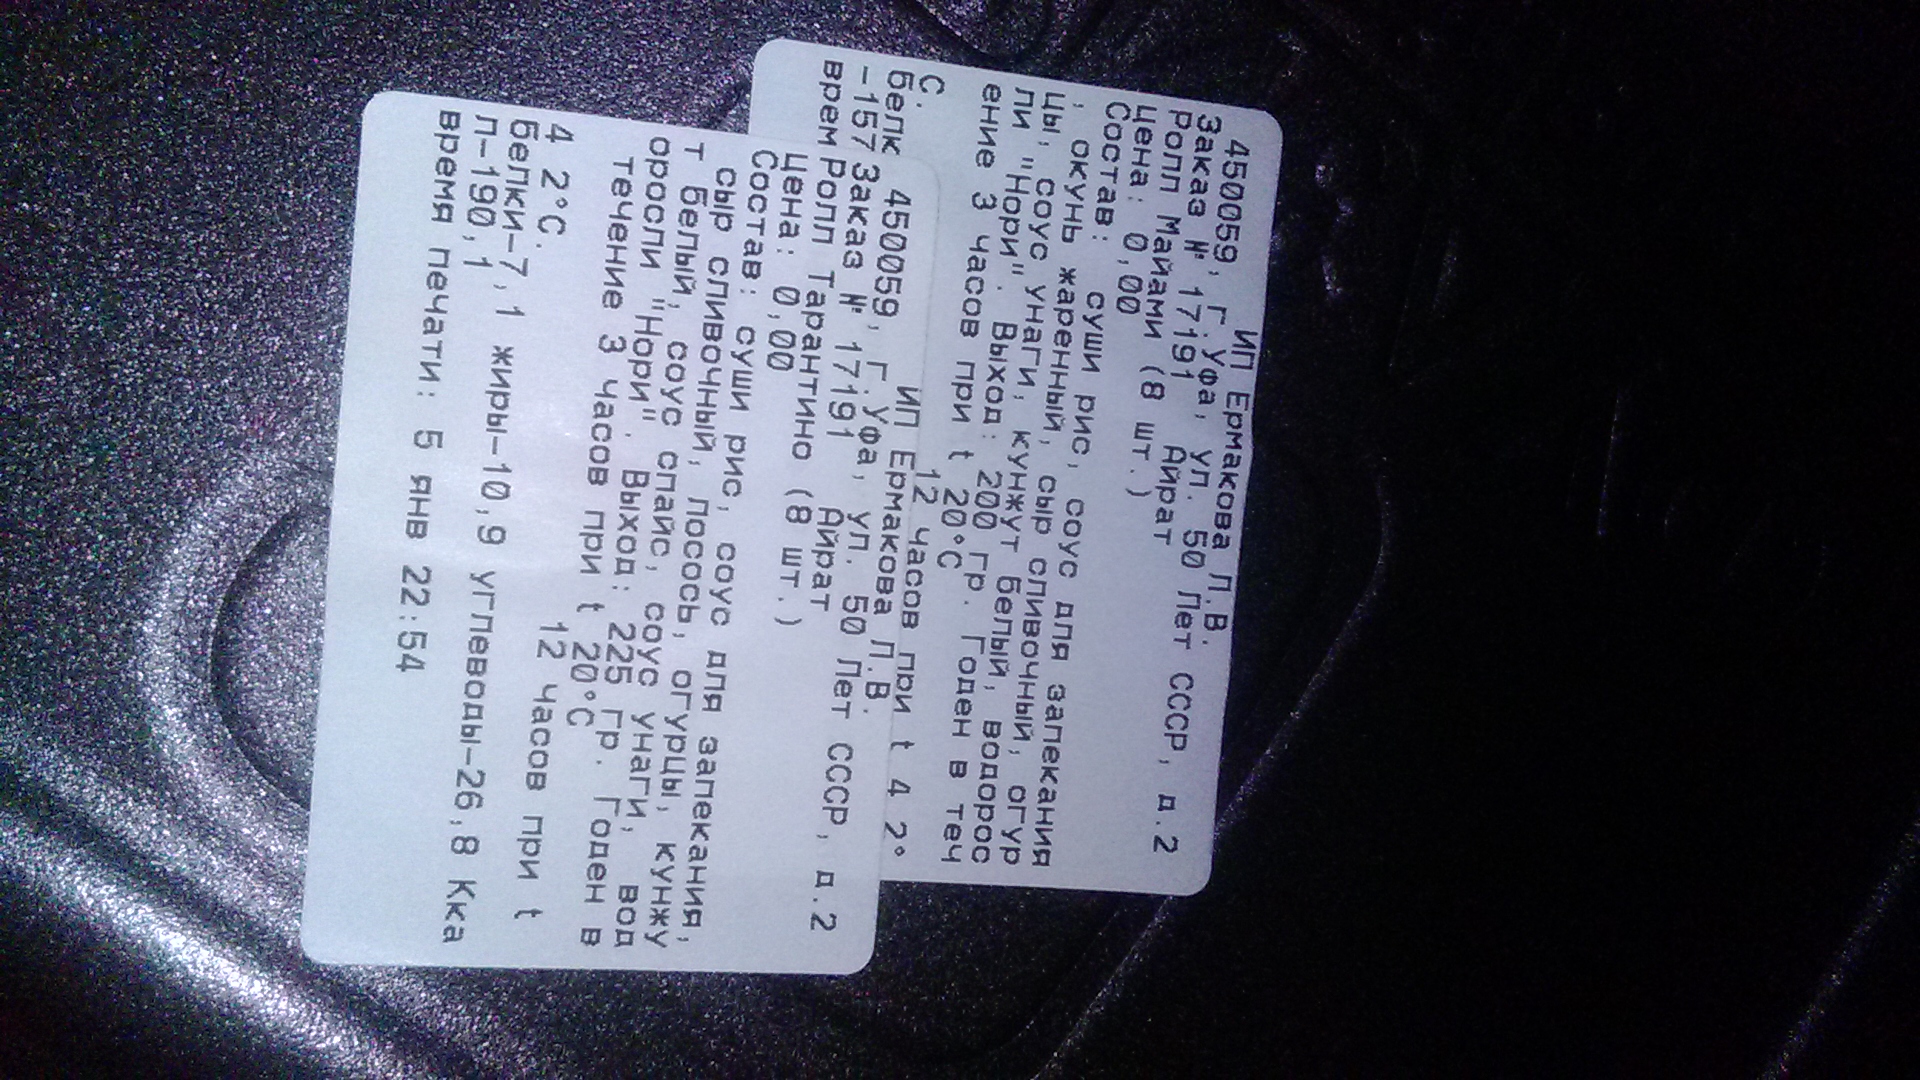 ИП Ермакова Л.В.
450059, Г.Уфа, ул. 50 Лет СССР, д.2
Заказ № 17191 Айрат
Ролл Майами (8 шт.)
Цена: 0,00
Состав: суши рис, соус для запекания
, окунь жаренный, сыр сливочный, огур
цы, соус унаги, кунжут белый, водорос
ли "Нори". Выход: 200 гр. Годен в теч
ение 3 часов при t 20°C
12 часов при t 4 2°
С.
Белк
-157
врем
ИП Ермакова Л.В.
450059, Г.Уфа, ул. 50 Лет СССР, д.2
Заказ № 17191 Айрат
Ролл Тарантино (8 шт.)
Цена: 0,00
Состав: суши рис, соус для запекания,
сыр сливочный, лосось, огурцы, кунжу
т белый, соус спайс, соус унаги, вод
оросли "Нори". Выход: 225 гр. Годен в
течение 3 часов при t 20°C
12 часов при t
4 2°C.
Белки-7,1 жиры-10,9 углеводы-26,8 Кка
л-190,1
время печати: 5 янв 22:54